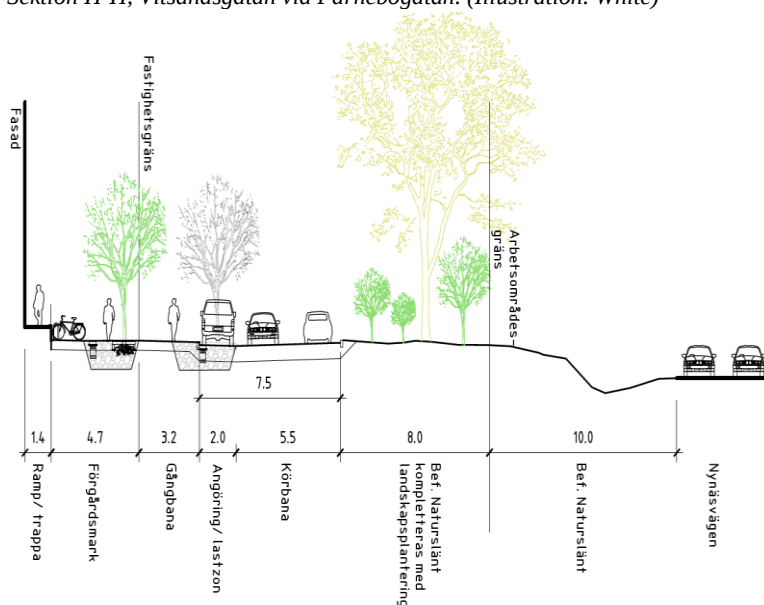 Sektion H-H, Vitsandsgatan vid Färnebogatan. (Illustration: White)
Fasad
Fastighetsgräns
Arbetsområdes-
gräns
7.5
1.4
4.7
3.2
2.0
5.5
8.0
10.0
Ramp/ trappa
Förgårdsmark
Gångbana
Angöring/ lastzon
Körbana
Bef. Naturslänt
kompletteras med
landskapsplantering
Bef. Naturslänt
Nynäsvägen